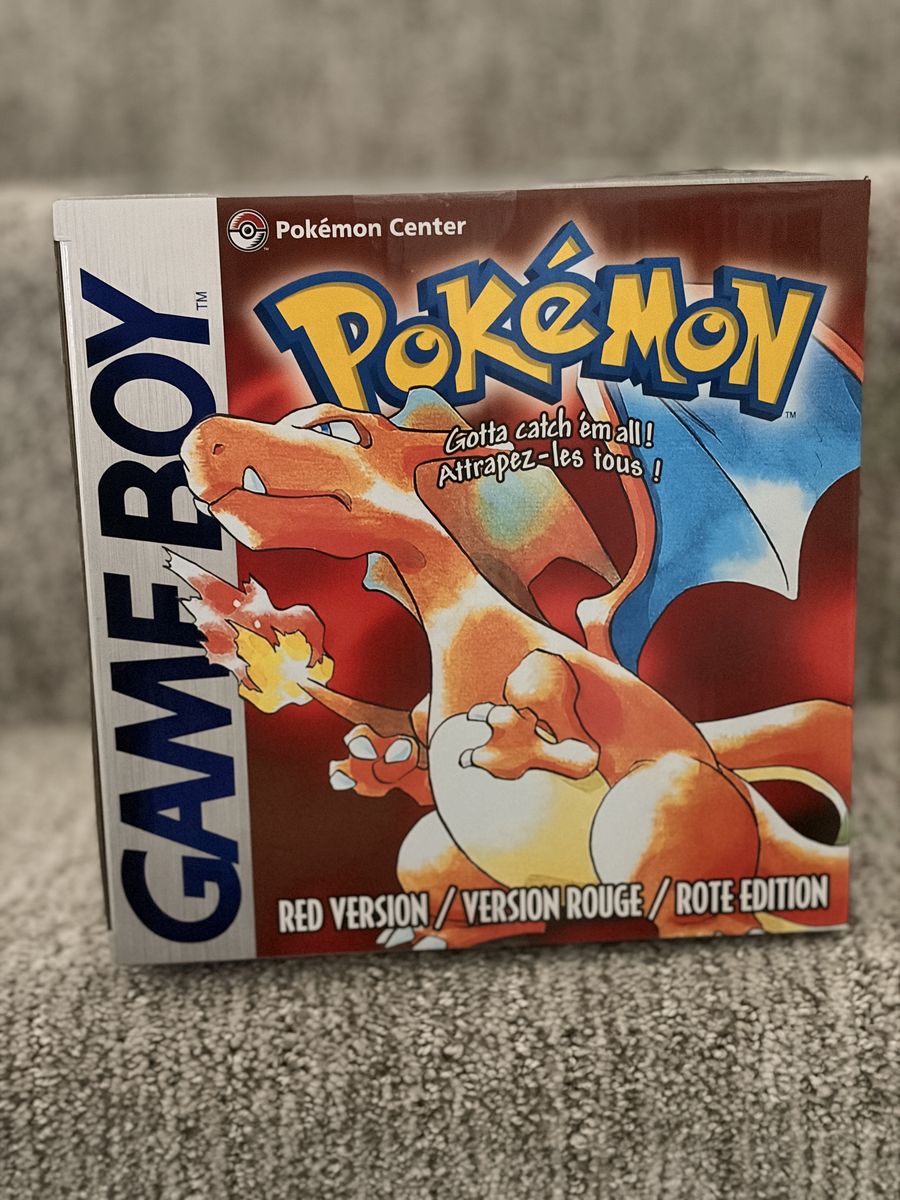 Pokémon Center
POKéMON™
Gotta catch 'em all!
Attrapez-les tous !
GAME BOY™
RED VERSION / VERSION ROUGE / ROTE EDITION